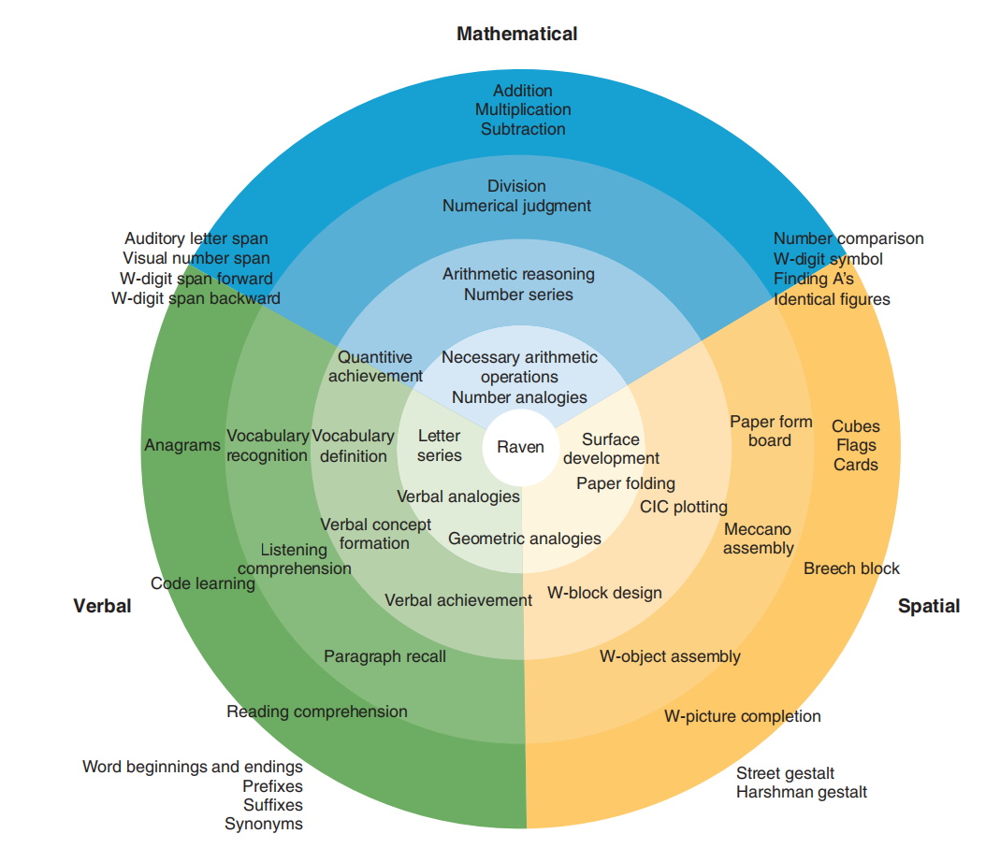 Mathematical
Addition
Multiplication
Subtraction
Division
Numerical judgment
Auditory letter span
Visual number span
W-digit span forward
W-digit span backward
Number comparison
W-digit symbol
Finding A's
Identical figures
Arithmetic reasoning
Number series
Quantitive
achievement
Necessary arithmetic
operations
Number analogies
Anagrams
Vocabulary
recognition
Vocabulary
definition
Letter
series
Raven
Surface
development
Paper form
board
Cubes
Flags
Cards
Paper folding
Verbal analogies
CIC plotting
Verbal concept
formation
Geometric analogies
Meccano
assembly
Listening
comprehension
Breech block
Code learning
Verbal achievement
W-block design
Verbal
Spatial
Paragraph recall
W-object assembly
Reading comprehension
W-picture completion
Word beginnings and endings
Prefixes
Suffixes
Synonyms
Street gestalt
Harshman gestalt